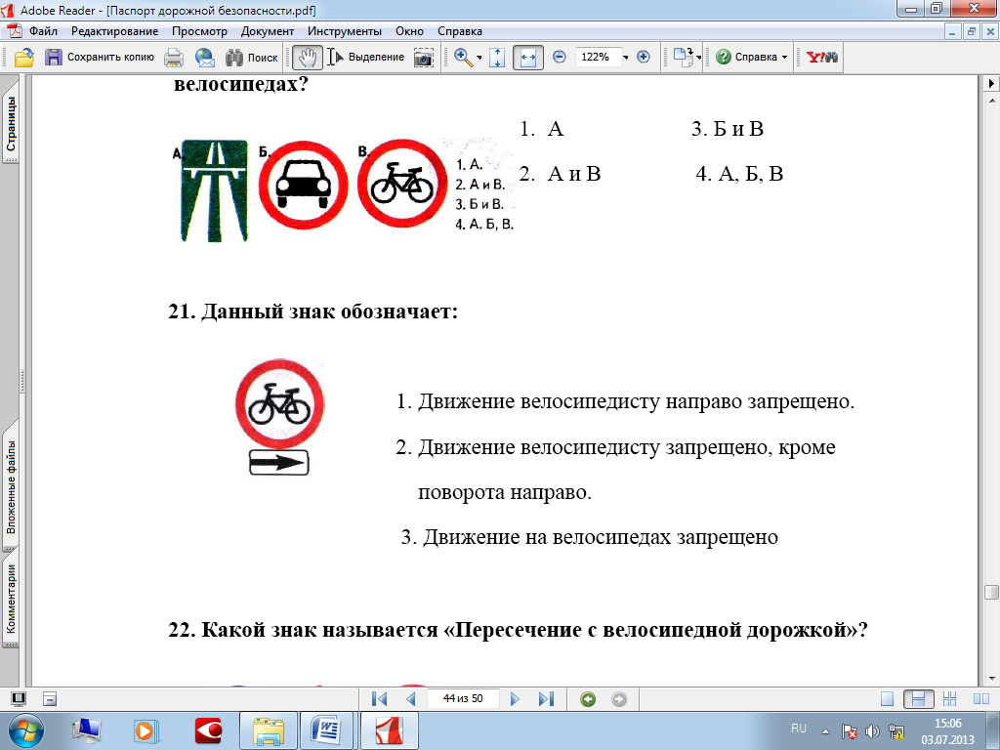 Adobe Reader - [Паспорт дорожной безопасности.pdf]
Файл Редактирование Просмотр Документ Инструменты Окно Справка
Сохранить копию Поиск Выделение 122% Справка Y!
Страницы
Вложенные файлы
Комментарии
велосипедах?
А. Б. В.
1. А.
2. А и В.
3. Б и В.
4. А. Б, В.
1. А 3. Б и В
2. А и В 4. А, Б, В
21. Данный знак обозначает:
1. Движение велосипедисту направо запрещено.
2. Движение велосипедисту запрещено, кроме
поворота направо.
3. Движение на велосипедах запрещено
22. Какой знак называется «Пересечение с велосипедной дорожкой»?
44 из 50
RU 15:06
03.07.2013